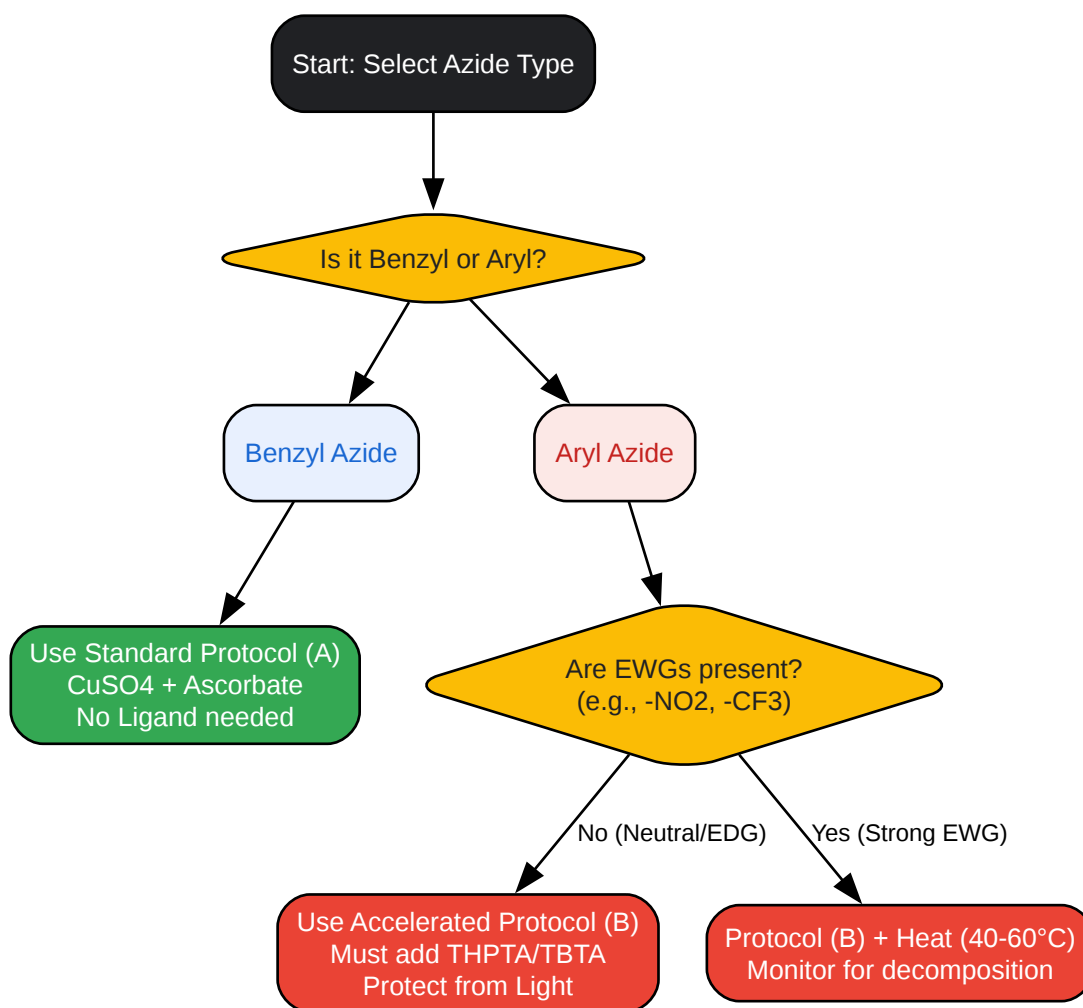 Start: Select Azide Type
Is it Benzyl or Aryl?
Benzyl Azide
Aryl Azide
Use Standard Protocol (A)
CuSO4 + Ascorbate
No Ligand needed
Are EWGs present?
(e.g., -NO2, -CF3)
No (Neutral/EDG)
Yes (Strong EWG)
Use Accelerated Protocol (B)
Must add THPTA/TBTA
Protect from Light
Protocol (B) + Heat (40-60°C)
Monitor for decomposition